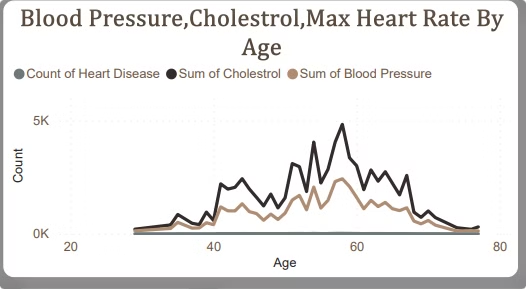 Blood Pressure,Cholestrol,Max Heart Rate By
Age
Count of Heart Disease Sum of Cholestrol Sum of Blood Pressure
5K
Count
0K
20 40 60 80
Age